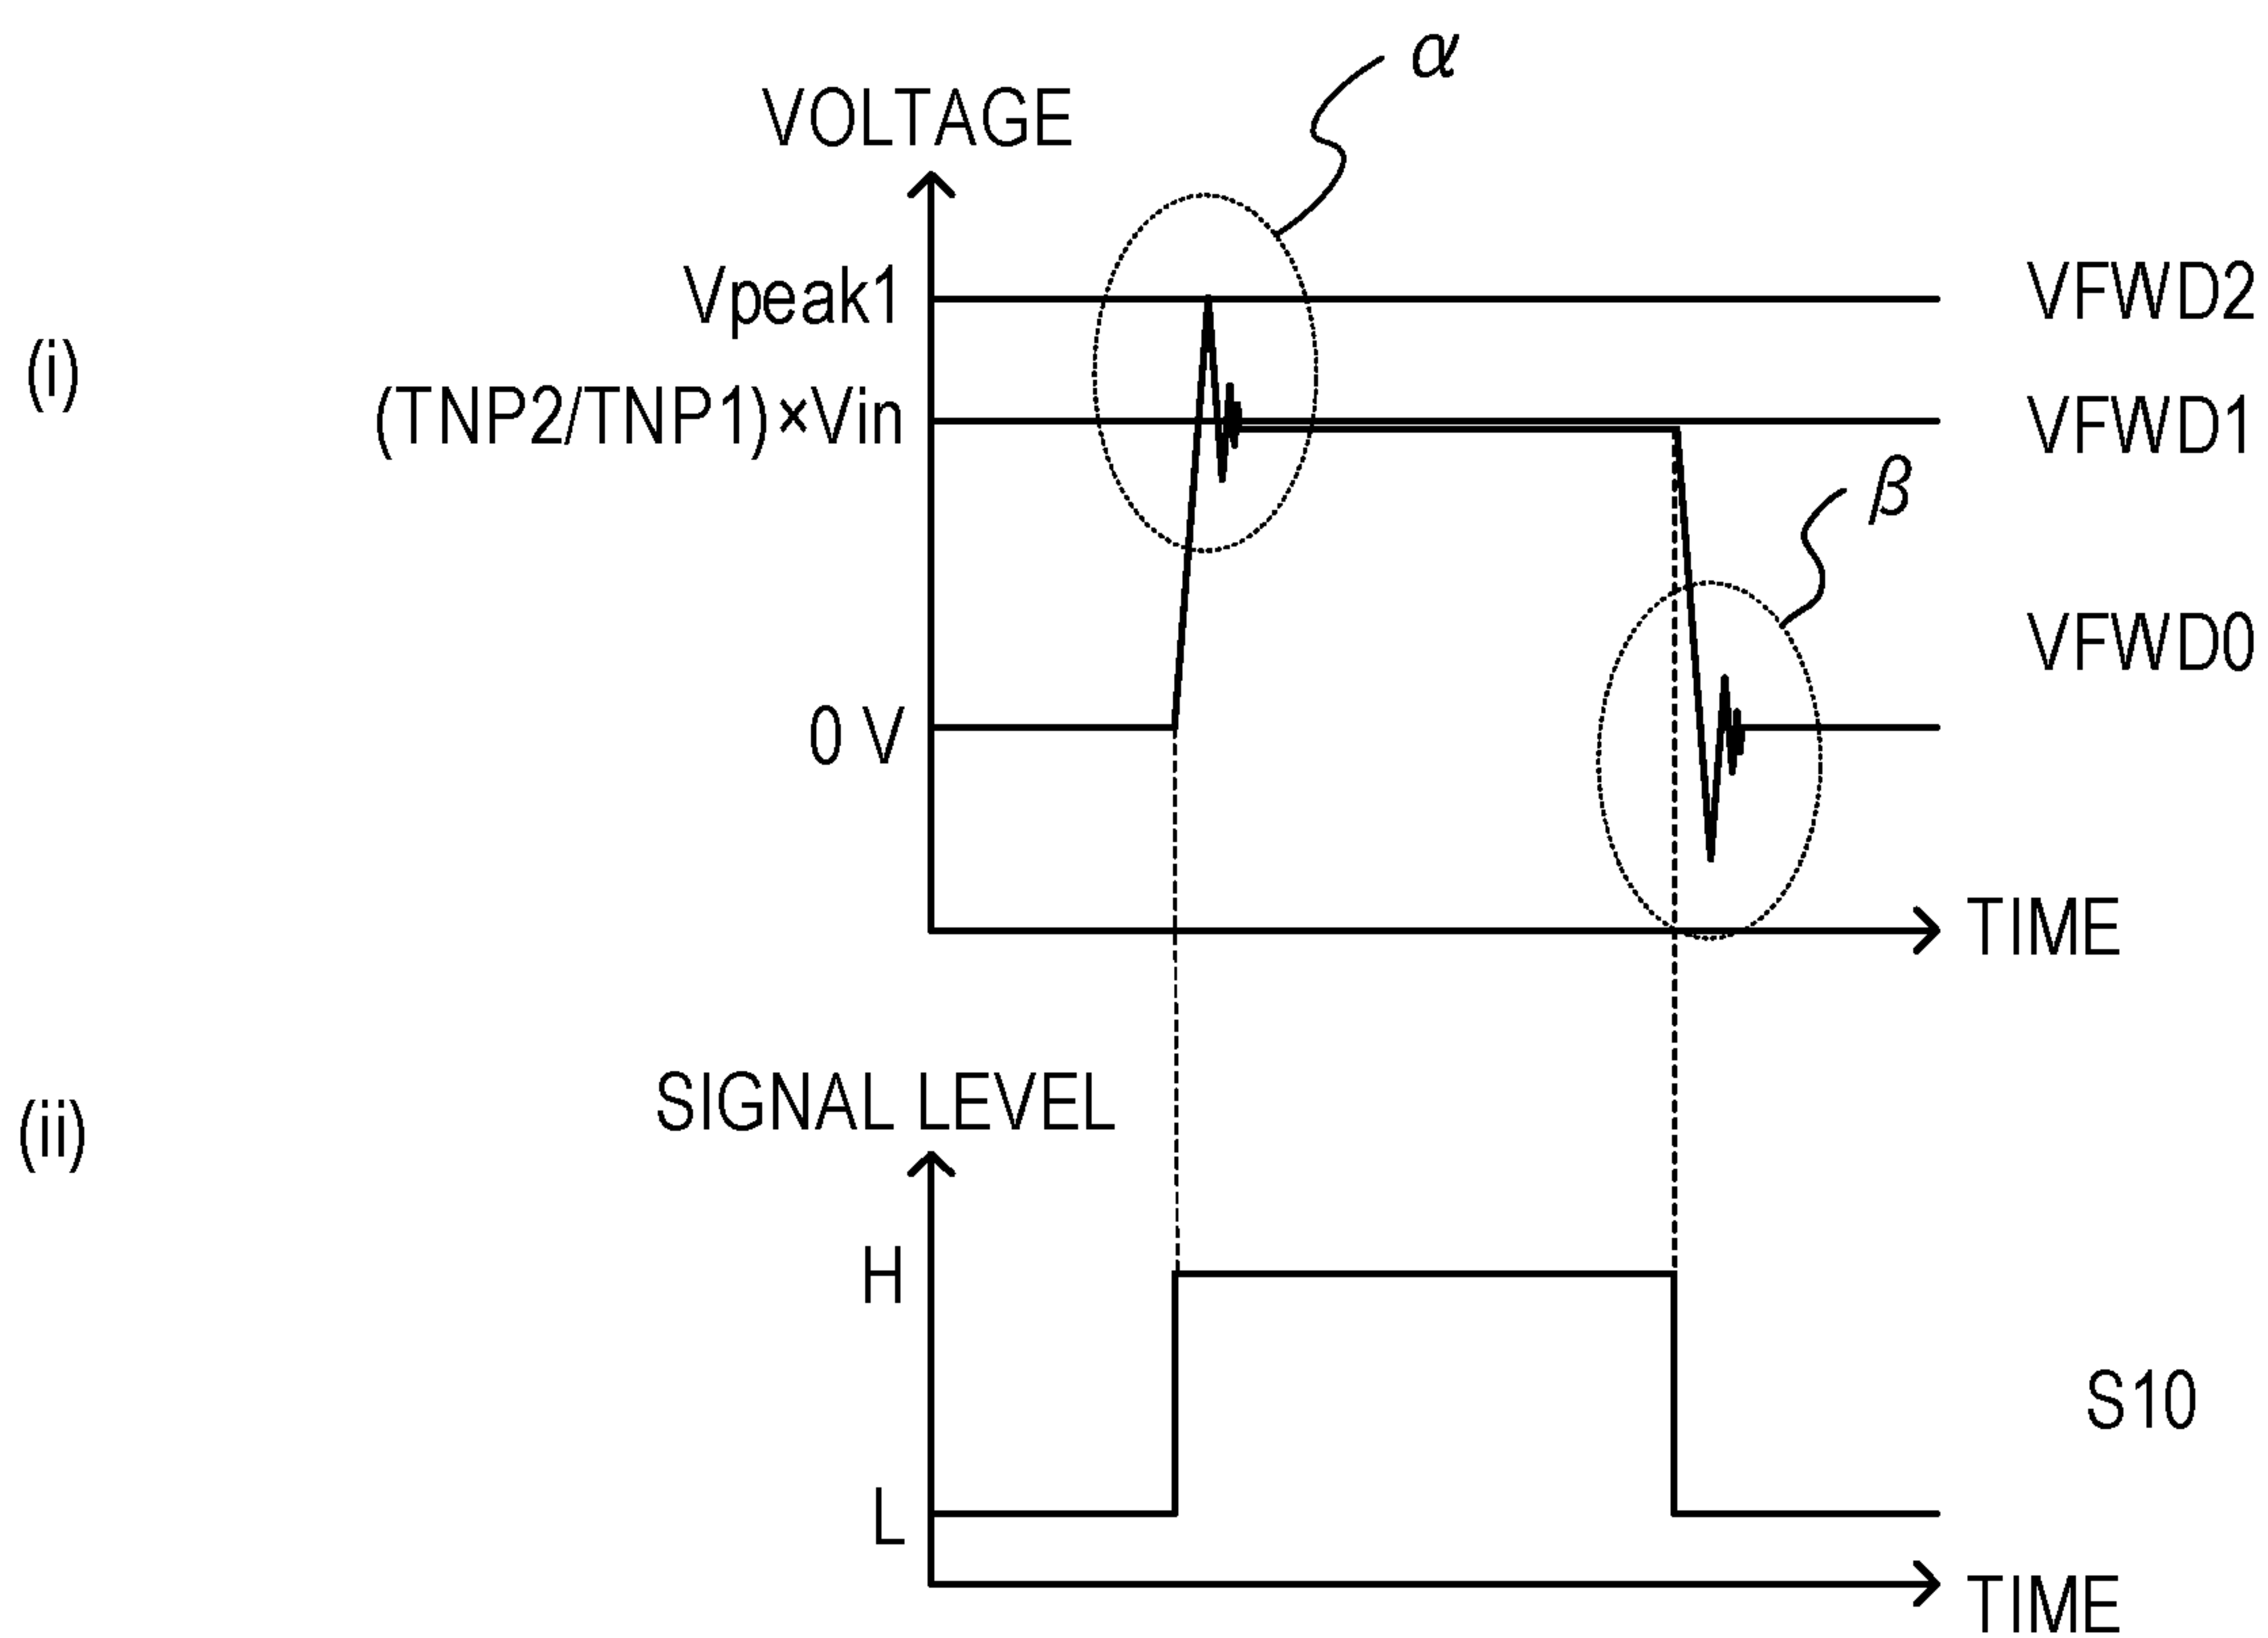 α
VOLTAGE
Vpeak1
VFWD2
(i)
(TNP2/TNP1)×Vin
VFWD1
β
VFWD0
0 V
TIME
SIGNAL LEVEL
(ii)
H
S10
L
TIME